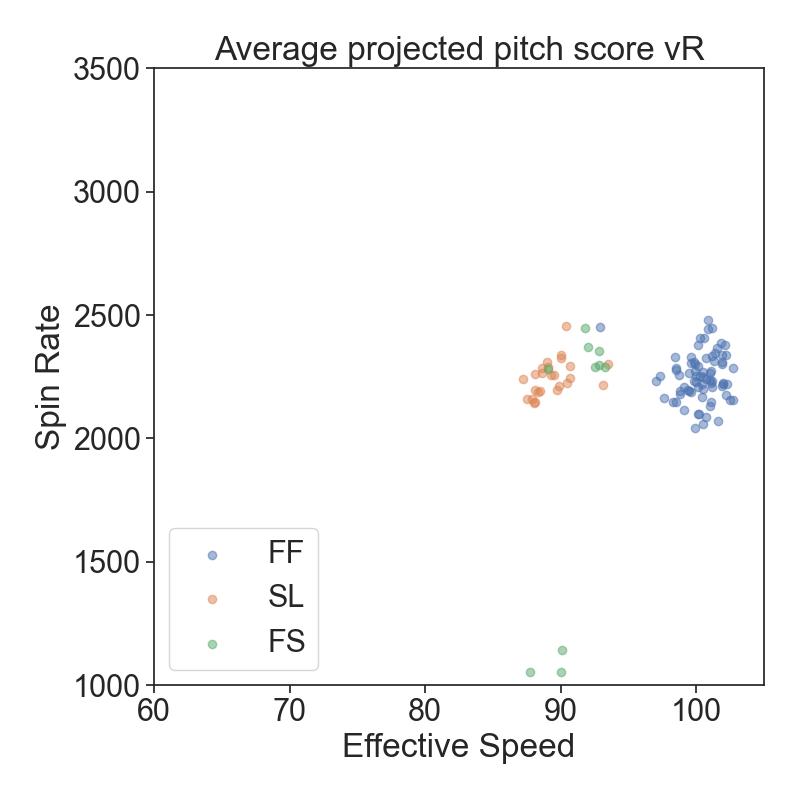 Average projected pitch score vR
3500
3000
2500
2000
1500
1000
Spin Rate
FF
SL
FS
60 70 80 90 100
Effective Speed